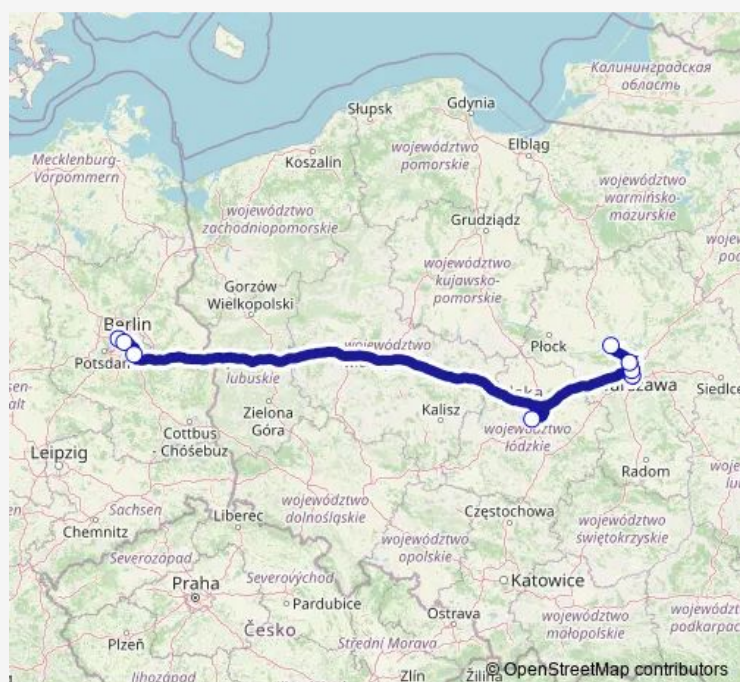 Калининградская
область
Gdynia
Słupsk
Elbląg
Koszalin
województwo
pomorskie
Mecklenburg-
Vorpommern
województwo
warmińsko-
mazurskie
województwo
zachodniopomorskie
Grudziądz
województwo
kujawsko-
pomorskie
Gorzów
Wielkopolski
Berlin
Płock
województwo
Potsdam
lubuskie
Siedlce
Kalisz
Zielona
Góra
województwo
łódzkie
Cottbus
- Chóśebuz
Leipzig
Radom
województwo
dolnośląskie
Sachsen
Częstochowa
województwo
świętokrzyskie
Chemnitz
Liberec
województwo
opolskie
Severozápad
Katowice
Praha
Severovýchod
Pardubice
województwo
małopolskie
Ostrava
Plzeň
Česko
Střední Morava
Zlín
Jihozápad
© OpenStreetMap contributors